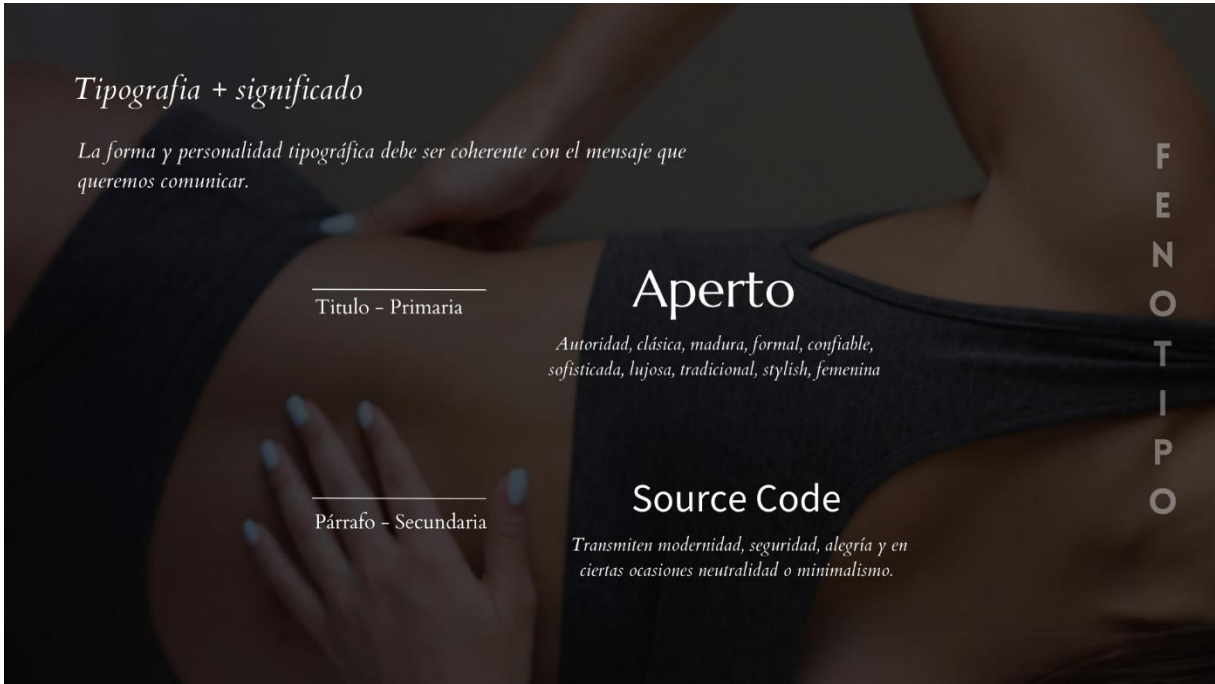 Tipografia + significado
La forma y personalidad tipográfica debe ser coherente con el mensaje que
queremos comunicar.
Titulo - Primaria
Aperto
Autoridad, clásica, madura, formal, confiable,
sofisticada, lujosa, tradicional, stylish, femenina
Párrafo - Secundaria
Source Code
Transmiten modernidad, seguridad, alegría y en
ciertas ocasiones neutralidad o minimalismo.
FENOTIPO